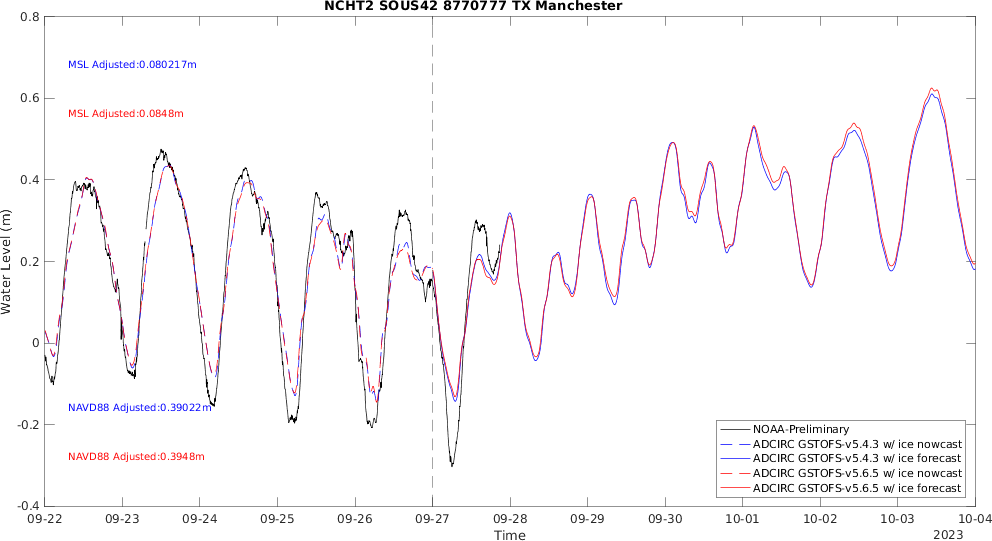 NCHT2 SOUS42 8770777 TX Manchester
0.8
0.6
0.4
0.2
0
-0.2
-0.4
Water Level (m)
MSL Adjusted:0.080217m
MSL Adjusted:0.0848m
NAVD88 Adjusted:0.39022m
NAVD88 Adjusted:0.3948m
NOAA-Preliminary
ADCIRC GSTOFS-v5.4.3 w/ ice nowcast
ADCIRC GSTOFS-v5.4.3 w/ ice forecast
ADCIRC GSTOFS-v5.6.5 w/ ice nowcast
ADCIRC GSTOFS-v5.6.5 w/ ice forecast
09-22 09-23 09-24 09-25 09-26 09-27 09-28 09-29 09-30 10-01 10-02 10-03 10-04
Time
2023